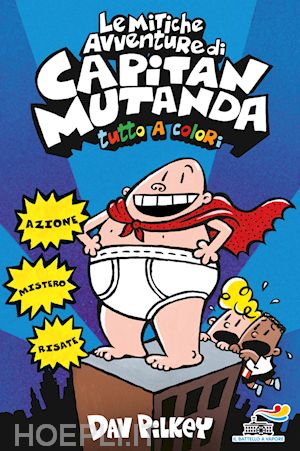 Le Mitiche
Avventure di
Capitan
Mutanda
tutto a colori
AZIONE
MISTERO
RISATE
DAV PILKEY
HOEPLI.it
IL BATTELLO A VAPORE